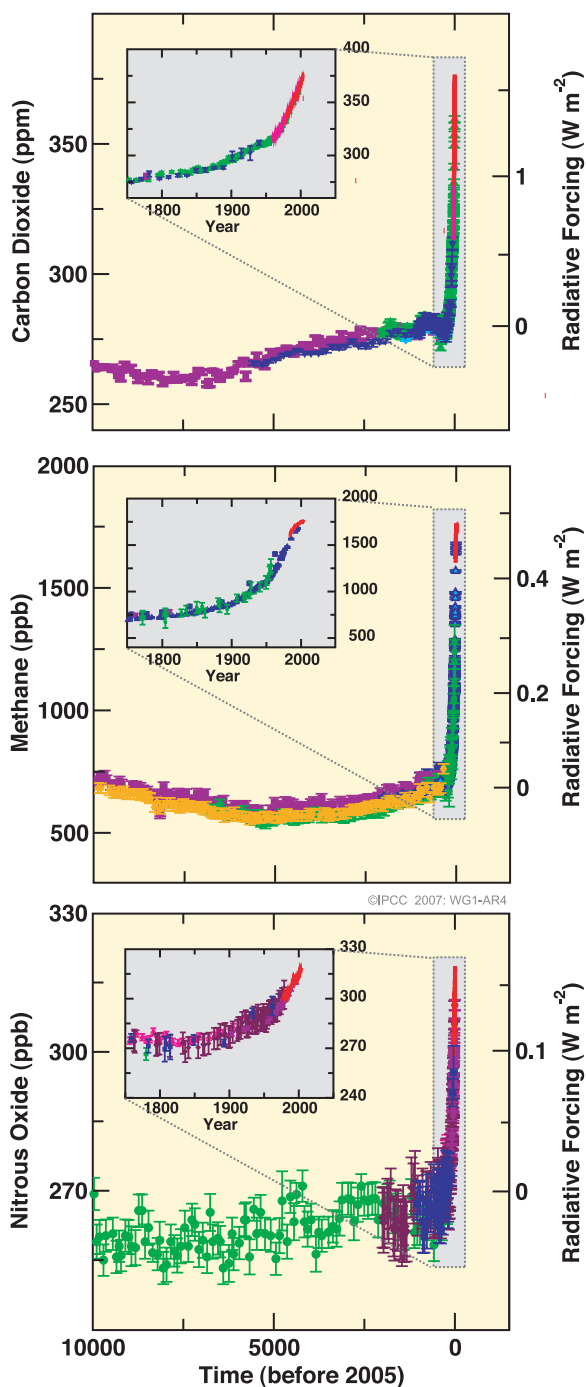 400
350
300
Carbon Dioxide (ppm)
350
300
250
1800 1900 2000
Year
1
0
Radiative Forcing (W m-2)
2000
1500
1000
500
Methane (ppb)
2000
1500
1000
500
1800 1900 2000
Year
0.4
0.2
0
Radiative Forcing (W m-2)
©IPCC 2007: WG1-AR4
330
300
270
Nitrous Oxide (ppb)
330
300
270
240
1800 1900 2000
Year
0.1
0
Radiative Forcing (W m-2)
10000 5000 0
Time (before 2005)